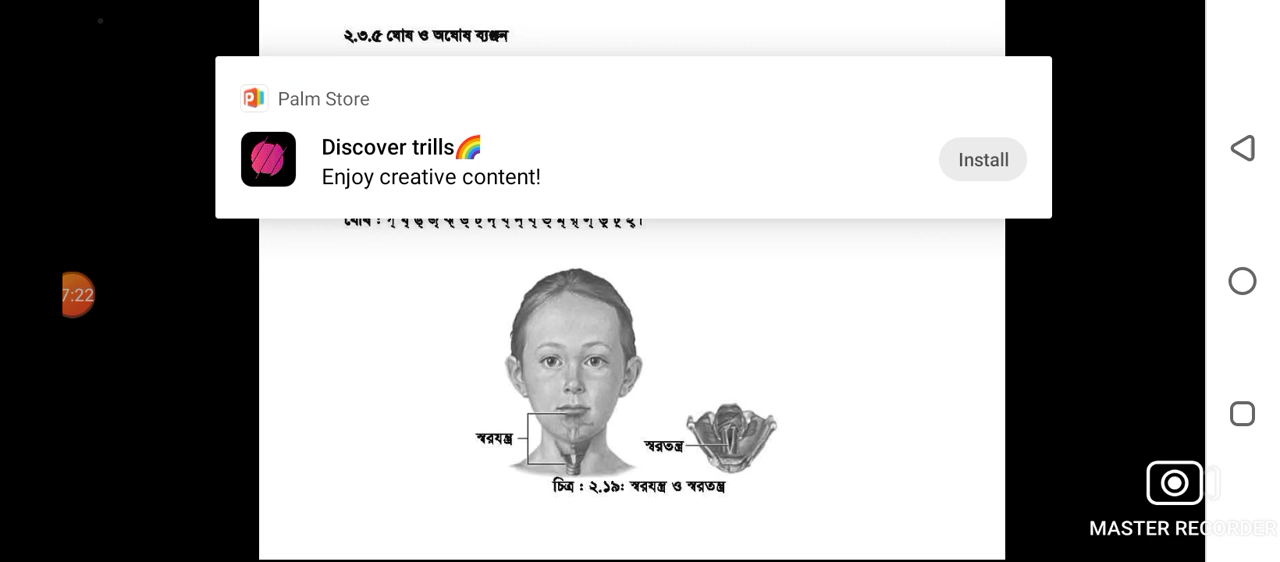 ২.৩.৫ ঘোষ ও অঘোষ ব্যঞ্জন
Palm Store
Discover trills🌈
Enjoy creative content!
Install
ঘোষ :
7:22
স্বরযন্ত্র
স্বরতন্ত্র
চিত্র : ২.১৯: স্বরযন্ত্র ও স্বরতন্ত্র
MASTER RECORDER